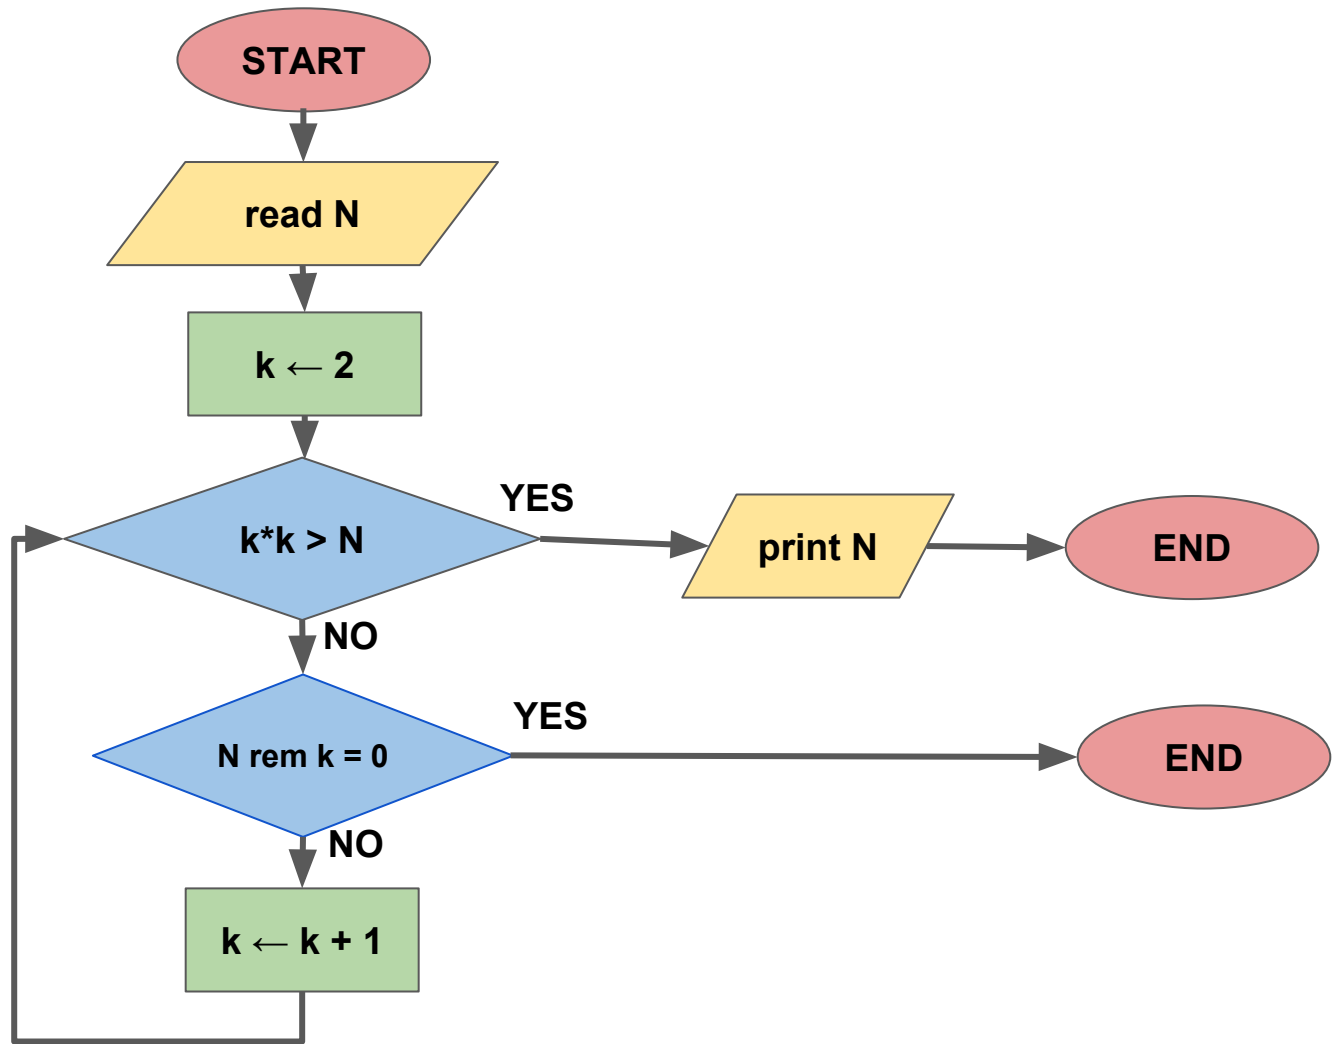 START
read N
k ← 2
k*k > N
YES
print N
END
NO
N rem k = 0
YES
END
NO
k ← k + 1